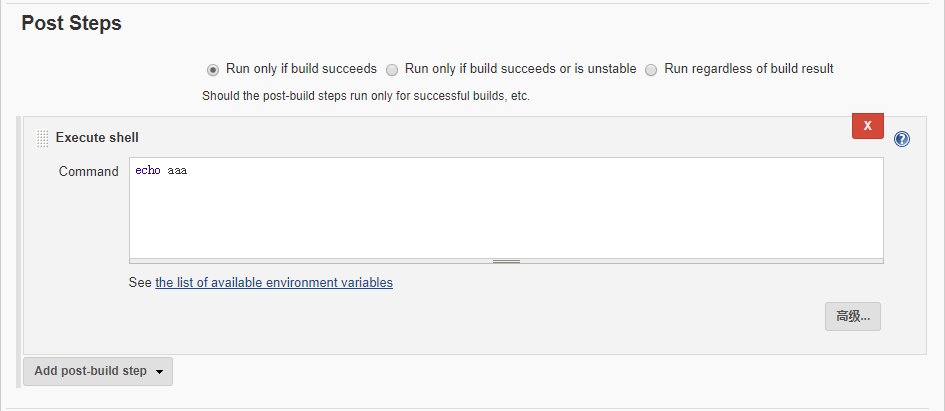 Post Steps
Run only if build succeeds Run only if build succeeds or is unstable Run regardless of build result
Should the post-build steps run only for successful builds, etc.
X
Execute shell
?
Command echo aaa
See the list of available environment variables
高级...
Add post-build step